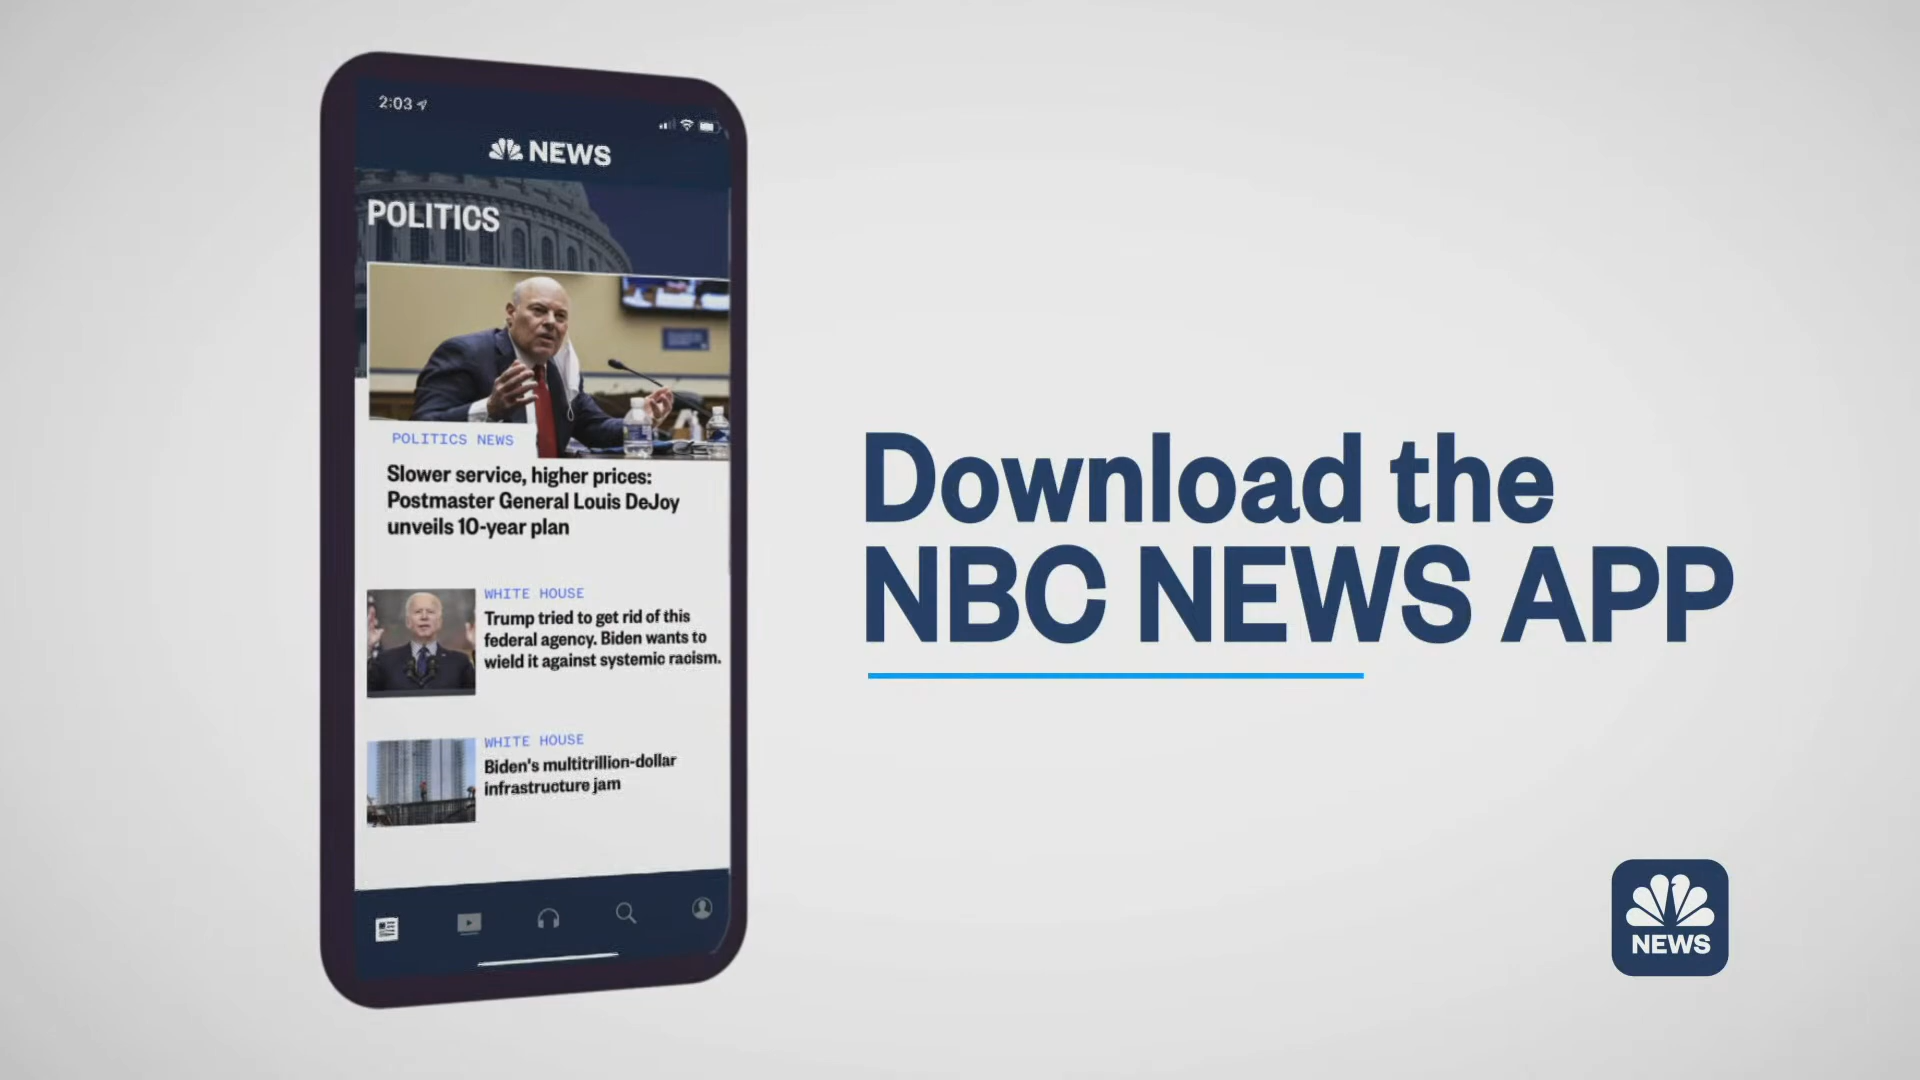 2:03
NEWS
POLITICS
POLITICS NEWS
Slower service, higher prices:
Postmaster General Louis DeJoy
unveils 10-year plan
WHITE HOUSE
Trump tried to get rid of this
federal agency. Biden wants to
wield it against systemic racism.
WHITE HOUSE
Biden's multitrillion-dollar
infrastructure jam
Download the
NBC NEWS APP
NEWS